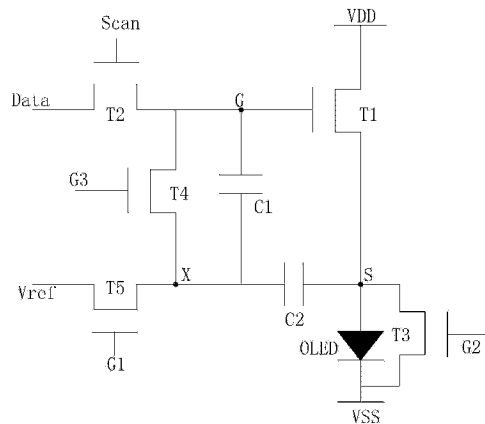 Scan
VDD
Data
G
T2
T1
G3
T4
C1
X
S
Vref
T5
C2
OLED
T3
G1
G2
VSS